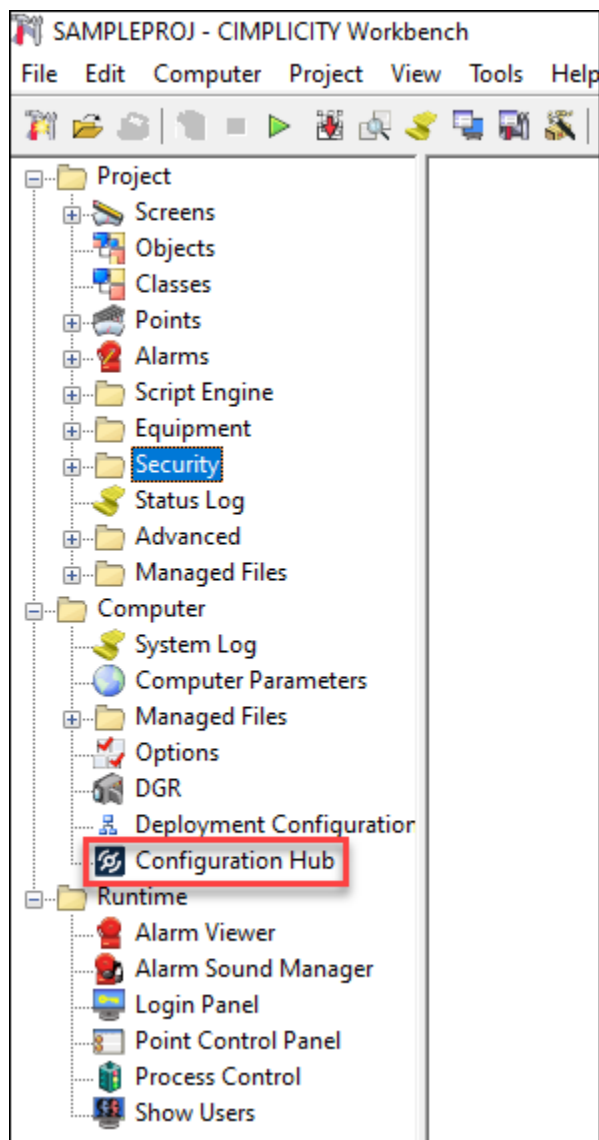 SAMPLEPROJ - CIMPLICITY Workbench
File Edit Computer Project View Tools Help
Project
Screens
Objects
Classes
Points
Alarms
Script Engine
Equipment
Security
Status Log
Advanced
Managed Files
Computer
System Log
Computer Parameters
Managed Files
Options
DGR
Deployment Configuration
Configuration Hub
Runtime
Alarm Viewer
Alarm Sound Manager
Login Panel
Point Control Panel
Process Control
Show Users